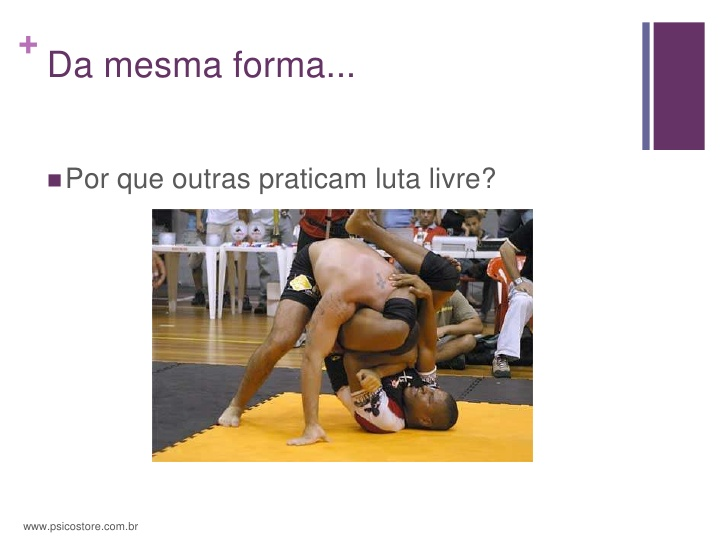 +
Da mesma forma...
Por que outras praticam luta livre?
www.psicostore.com.br